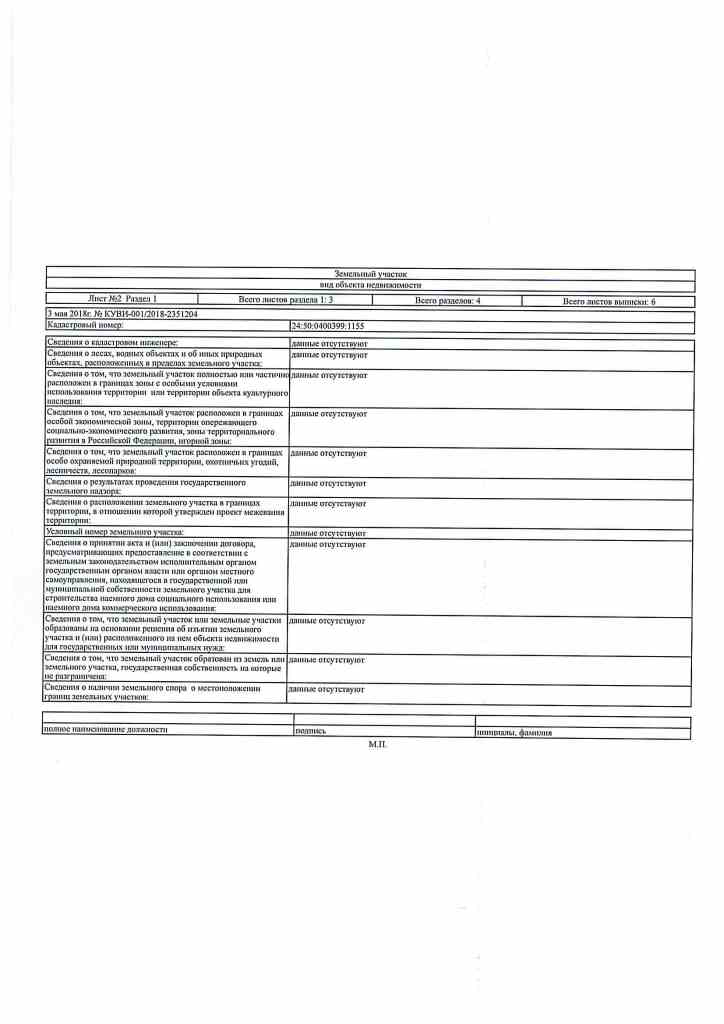 Земельный участок
вид объекта недвижимости
Лист №2 Раздел 1 Всего листов раздела 1: 3 Всего разделов: 4 Всего листов выписки: 6
3 мая 2018г. № КУВИ-001/2018-2351204
Кадастровый номер: 24:50:0400399:1155
Сведения о кадастровом инженере: данные отсутствуют
Сведения о лесах, водных объектах и об иных природных данные отсутствуют
объектах, расположенных в пределах земельного участка:
Сведения о том, что земельный участок полностью или частично данные отсутствуют
расположен в границах зоны с особыми условиями
использования территории или территории объекта культурного
наследия:
Сведения о том, что земельный участок расположен в границах данные отсутствуют
особой экономической зоны, территории опережающего
социально-экономического развития, зоны территориального
развития в Российской Федерации, игорной зоны:
Сведения о том, что земельный участок расположен в границах данные отсутствуют
особо охраняемой природной территории, охотничьих угодий,
лесничеств, лесопарков:
Сведения о результатах проведения государственного данные отсутствуют
земельного надзора:
Сведения о расположении земельного участка в границах данные отсутствуют
территории, в отношении которой утвержден проект межевания
территории:
Условный номер земельного участка: данные отсутствуют
Сведения о принятии акта и (или) заключении договора, данные отсутствуют
предусматривающих предоставление в соответствии с
земельным законодательством исполнительным органом
государственным органом власти или органом местного
самоуправления, находящегося в государственной или
муниципальной собственности земельного участка для
строительства наемного дома социального использования или
наемного дома коммерческого использования:
Сведения о том, что земельный участок или земельные участки данные отсутствуют
образованы на основании решения об изъятии земельного
участка и (или) расположенного на нем объекта недвижимости
для государственных или муниципальных нужд:
Сведения о том, что земельный участок образован из земель или данные отсутствуют
земельного участка, государственная собственность на которые
не разграничена:
Сведения о наличии земельного спора о местоположении данные отсутствуют
границ земельных участков:
полное наименование должности подпись инициалы, фамилия
М.П.